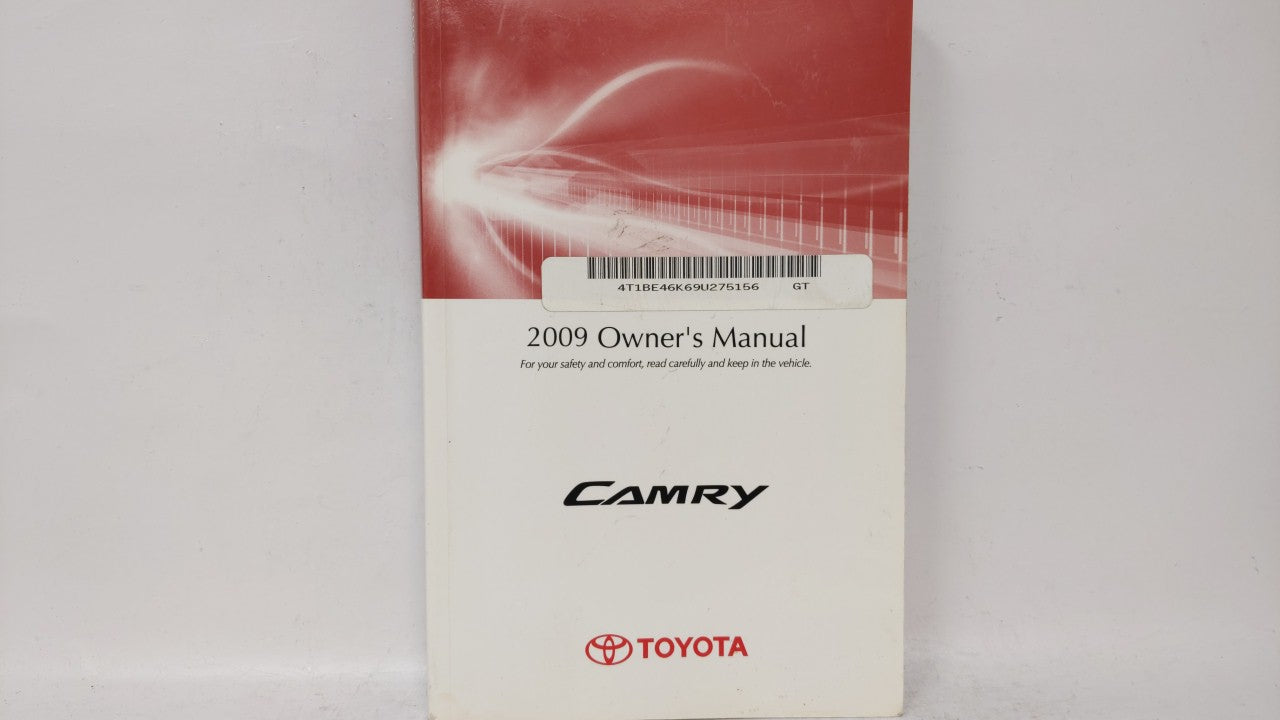 4T1BE46K69U275156 GT
2009 Owner's Manual
For your safety and comfort, read carefully and keep in the vehicle.
CAMRY
TOYOTA